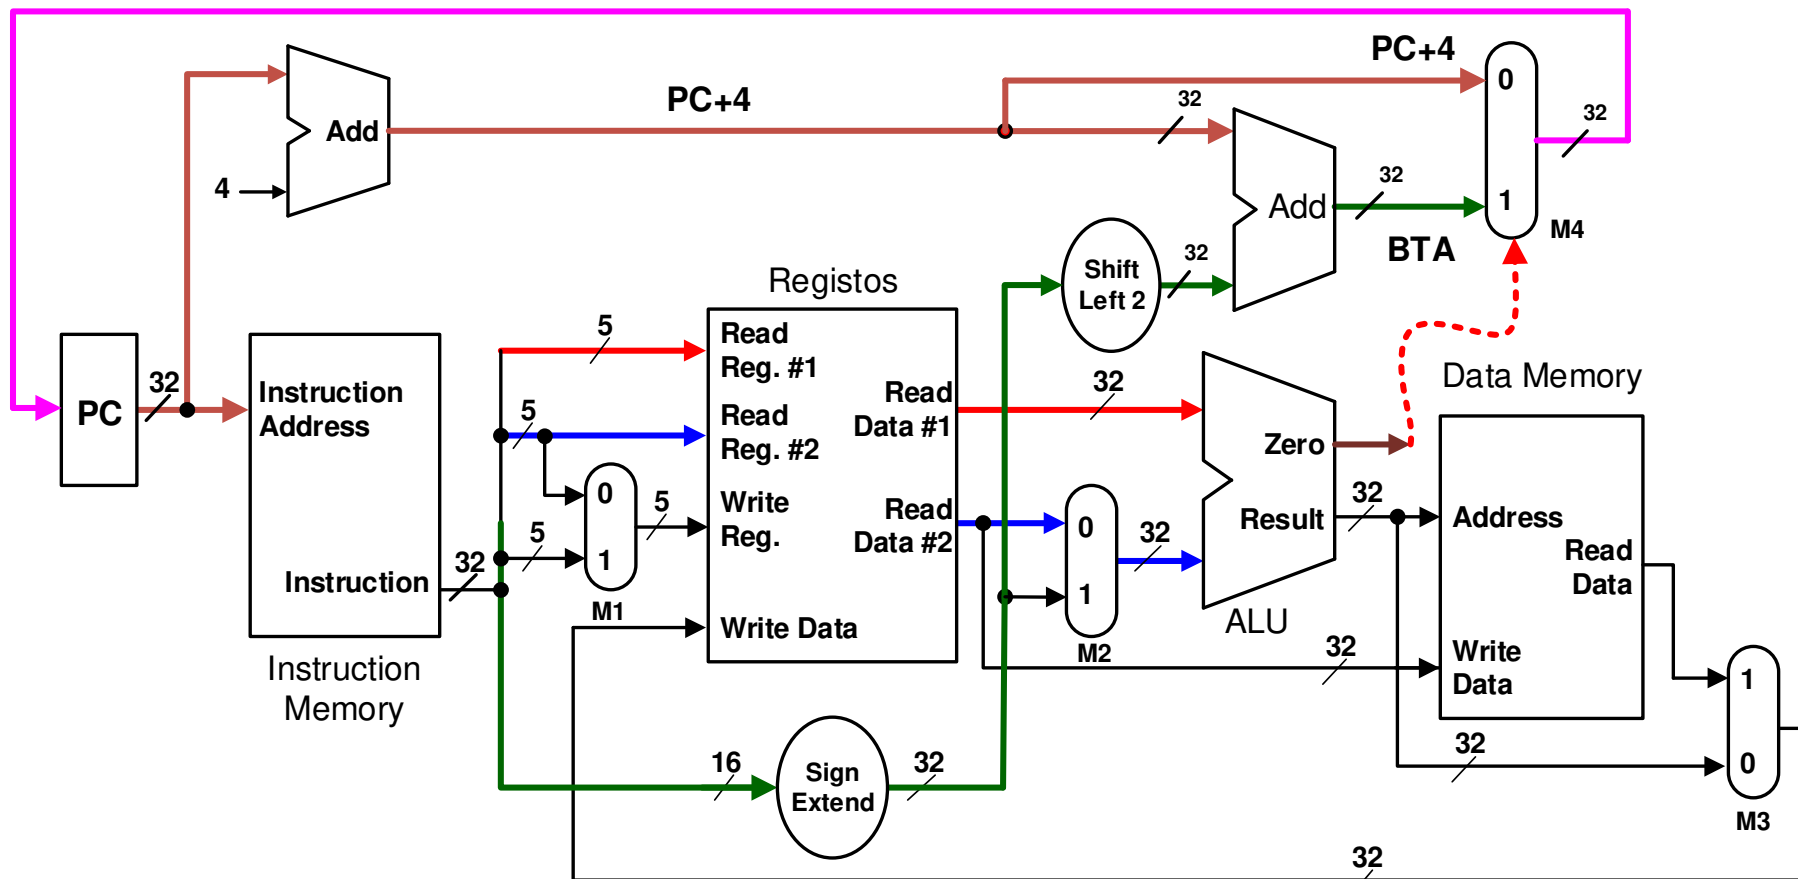 PC+4
32
0
PC+4
32
32
Add
4
Add
32
1
M4
BTA
32
Shift
Left 2
Registos
5
Read
Reg. #1
Data Memory
PC
32
Instruction
Address
5
Read
Reg. #2
Read
Data #1
32
Zero
0
1
M1
5
5
Write
Reg.
Read
Data #2
0
1
M2
32
Result
32
Address
Read
Data
Instruction
32
Write Data
ALU
Write
Data
32
Instruction
Memory
16
Sign
Extend
32
32
1
0
M3
32